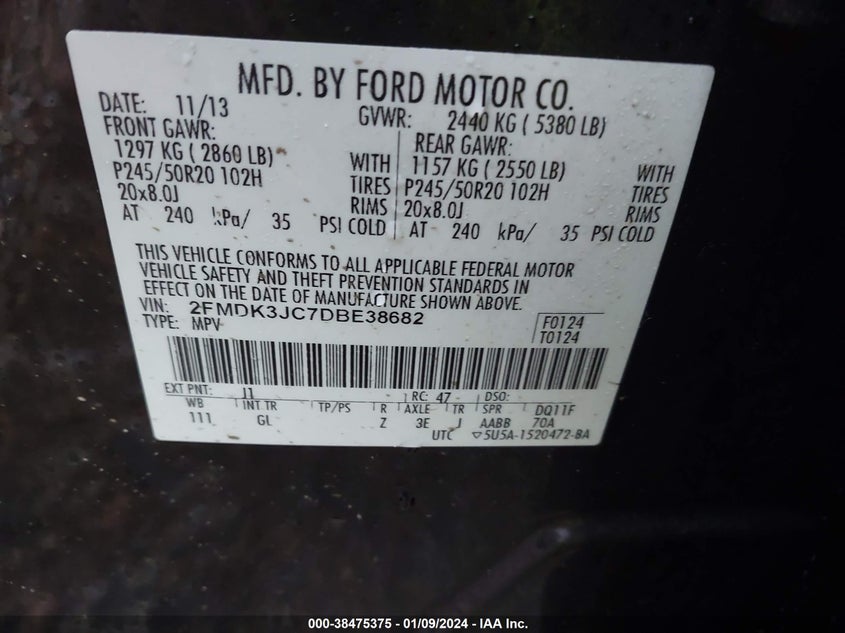 MFD. BY FORD MOTOR CO.
DATE: 11/13
GVWR: 2440 KG ( 5380 LB)
FRONT GAWR:
1297 KG ( 2860 LB) WITH
P245/50R20 102H TIRES
20x8.0J RIMS
AT 240 kPa/ 35 PSI COLD
REAR GAWR:
1157 KG ( 2550 LB) WITH
P245/50R20 102H TIRES
20x8.0J RIMS
AT 240 kPa/ 35 PSI COLD
THIS VEHICLE CONFORMS TO ALL APPLICABLE FEDERAL MOTOR
VEHICLE SAFETY AND THEFT PREVENTION STANDARDS IN
EFFECT ON THE DATE OF MANUFACTURE SHOWN ABOVE.
VIN: 2FMDK3JC7DBE38682
TYPE: MPV
F0124
T0124
EXT PNT: J1 RC: 47 DSO:
WB INT TR TP/PS R AXLE TR SPR DQ11F
111 GL Z 3E J AABB 70A
UTC ▽5U5A-1520472-BA
000-38475375 - 01/09/2024 - IAA Inc.